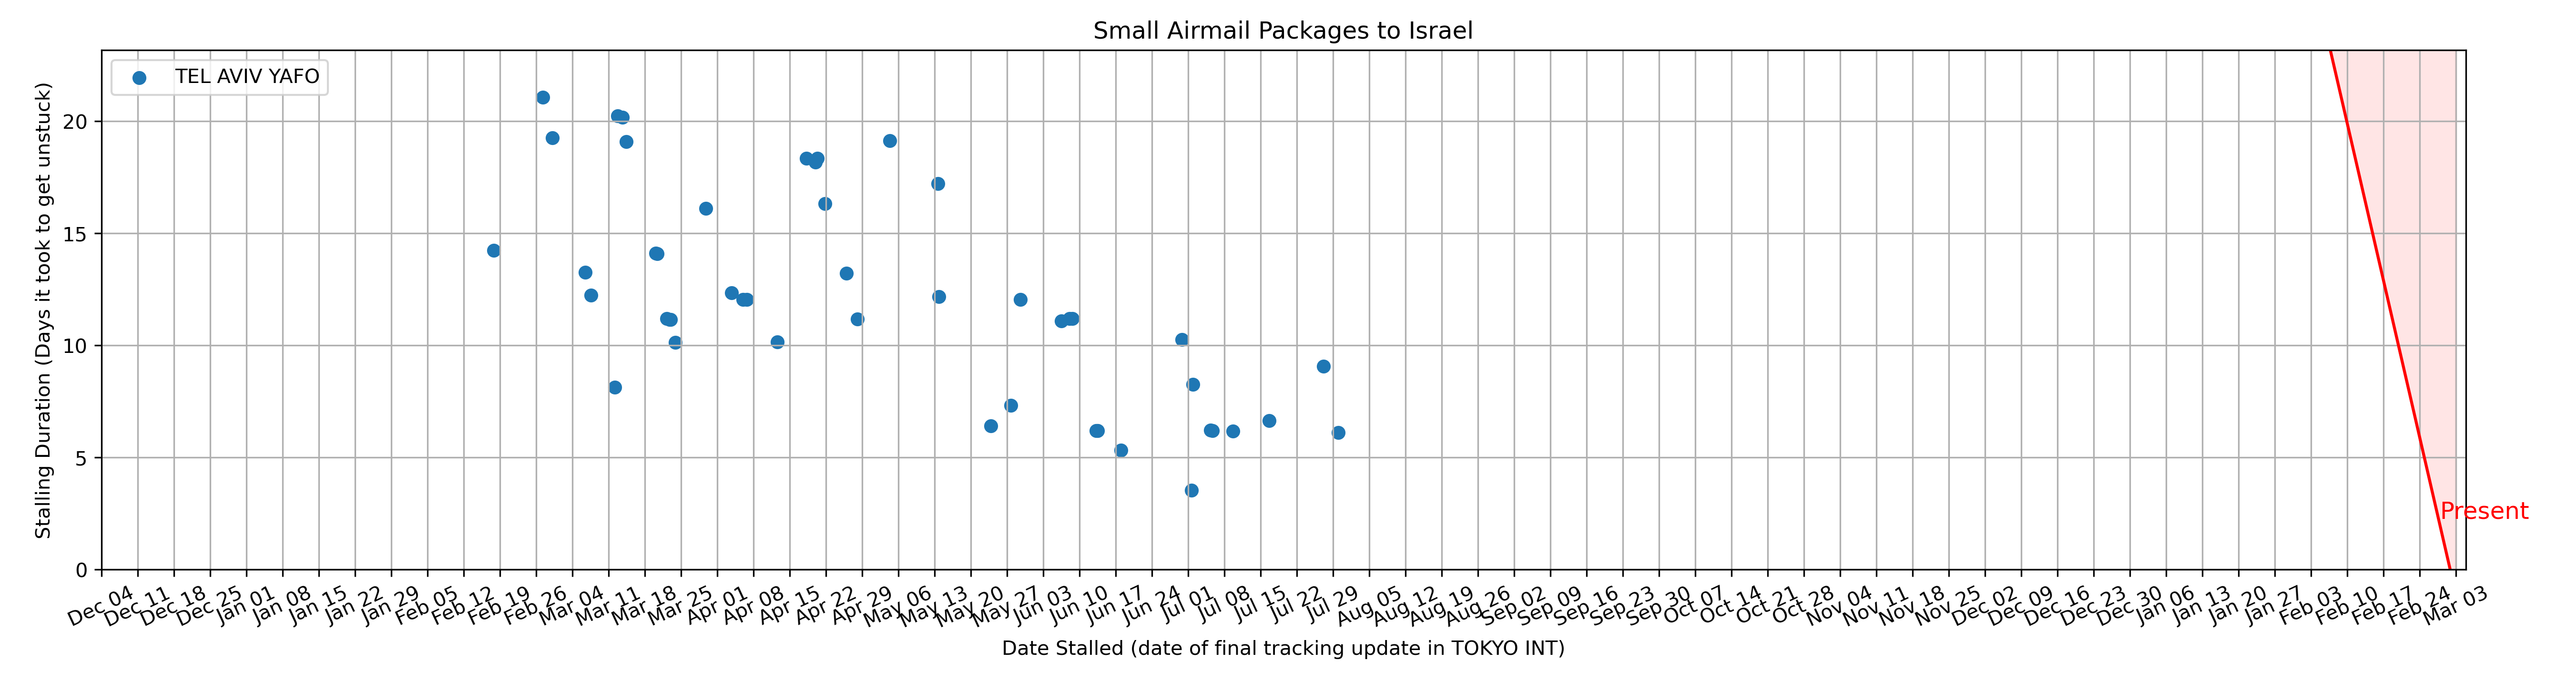 Small Airmail Packages to Israel
TEL AVIV YAFO
Stalling Duration (Days it took to get unstuck)
20
15
10
5
0
Present
Dec 04
Dec 11
Dec 18
Dec 25
Jan 01
Jan 08
Jan 15
Jan 22
Jan 29
Feb 05
Feb 12
Feb 19
Feb 26
Mar 04
Mar 11
Mar 18
Mar 25
Apr 01
Apr 08
Apr 15
Apr 22
Apr 29
May 06
May 13
May 20
May 27
Jun 03
Jun 10
Jun 17
Jun 24
Jul 01
Jul 08
Jul 15
Jul 22
Jul 29
Aug 05
Aug 12
Aug 19
Aug 26
Sep 02
Sep 09
Sep 16
Sep 23
Sep 30
Oct 07
Oct 14
Oct 21
Oct 28
Nov 04
Nov 11
Nov 18
Nov 25
Dec 02
Dec 09
Dec 16
Dec 23
Dec 30
Jan 06
Jan 13
Jan 20
Jan 27
Feb 03
Feb 10
Feb 17
Feb 24
Mar 03
Date Stalled (date of final tracking update in TOKYO INT)